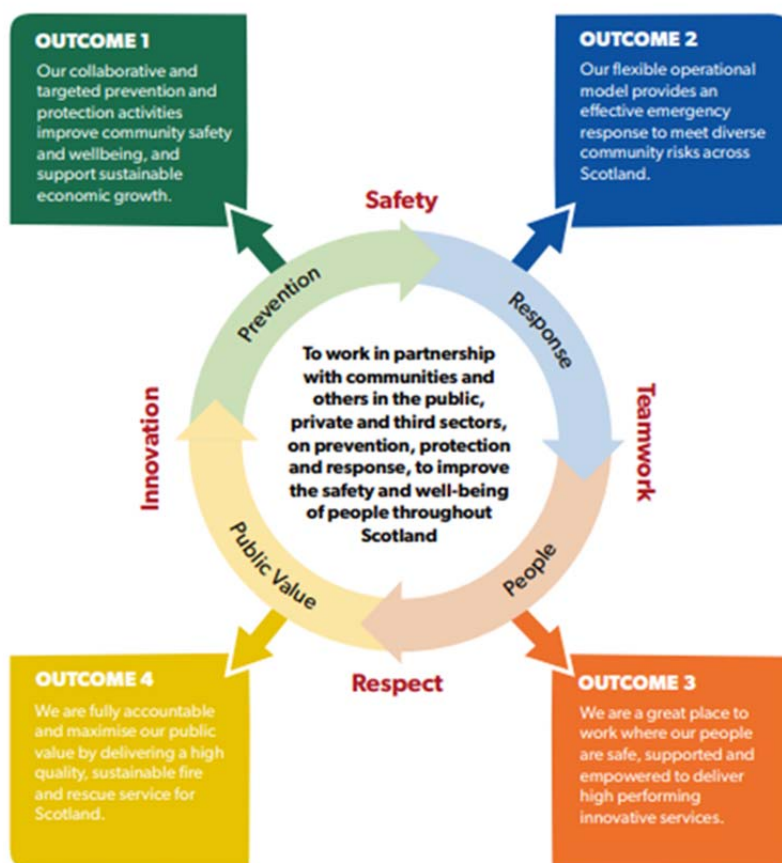 OUTCOME 1
Our collaborative and
targeted prevention and
protection activities
improve community safety
and wellbeing, and
support sustainable
economic growth.
OUTCOME 2
Our flexible operational
model provides an
effective emergency
response to meet diverse
community risks across
Scotland.
Safety
Prevention
Response
Innovation
To work in partnership
with communities and
others in the public,
private and third sectors,
on prevention, protection
and response, to improve
the safety and well-being
of people throughout
Scotland
Teamwork
Public Value
People
Respect
OUTCOME 4
We are fully accountable
and maximise our public
value by delivering a high
quality, sustainable fire
and rescue service for
Scotland.
OUTCOME 3
We are a great place to
work where our people
are safe, supported and
empowered to deliver
high performing
innovative services.